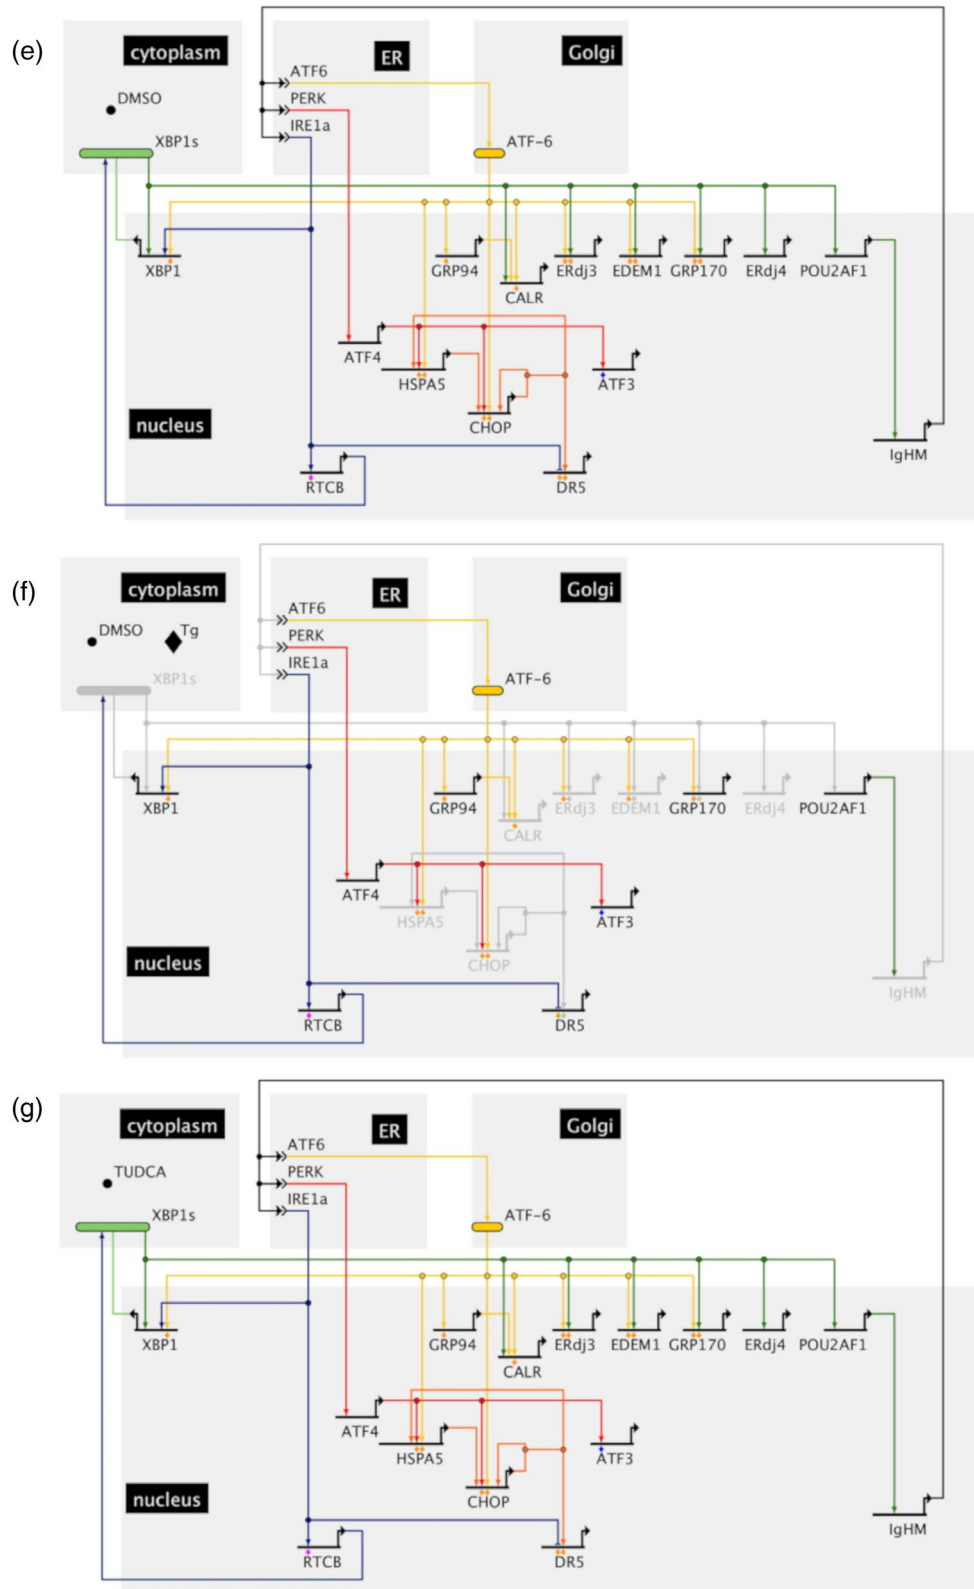 (e)
cytoplasm
ER
Golgi
DMSO
XBP1s
ATF6
PERK
IRE1a
ATF-6
XBP1
GRP94
CALR
ERdj3
EDEM1
GRP170
ERdj4
POU2AF1
ATF4
HSPA5
ATF3
CHOP
nucleus
IgHM
RTCB
DR5
(f)
cytoplasm
ER
Golgi
DMSO
Tg
XBP1s
ATF6
PERK
IRE1a
ATF-6
XBP1
GRP94
CALR
ERdj3
EDEM1
GRP170
ERdj4
POU2AF1
ATF4
HSPA5
ATF3
CHOP
nucleus
IgHM
RTCB
DR5
(g)
cytoplasm
ER
Golgi
TUDCA
XBP1s
ATF6
PERK
IRE1a
ATF-6
XBP1
GRP94
CALR
ERdj3
EDEM1
GRP170
ERdj4
POU2AF1
ATF4
HSPA5
ATF3
CHOP
nucleus
IgHM
RTCB
DR5